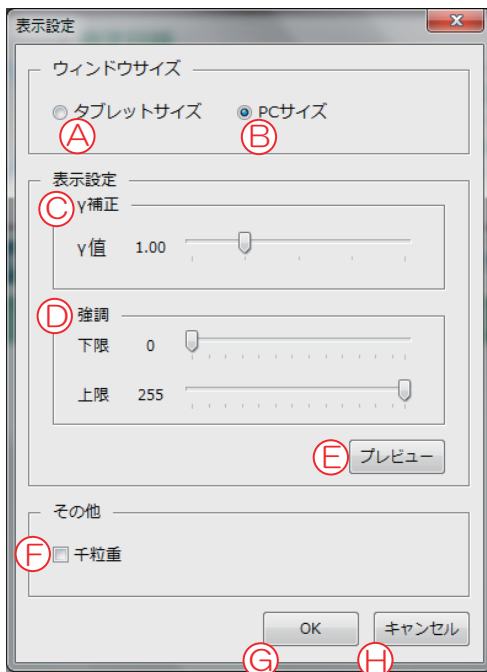 表示設定
ウィンドウサイズ
タブレットサイズ PCサイズ
Ⓐ Ⓑ
表示設定
Ⓒ γ補正
γ値 1.00
Ⓓ 強調
下限 0
上限 255
Ⓔ プレビュー
その他
Ⓕ 千粒重
OK キャンセル
Ⓖ Ⓗ